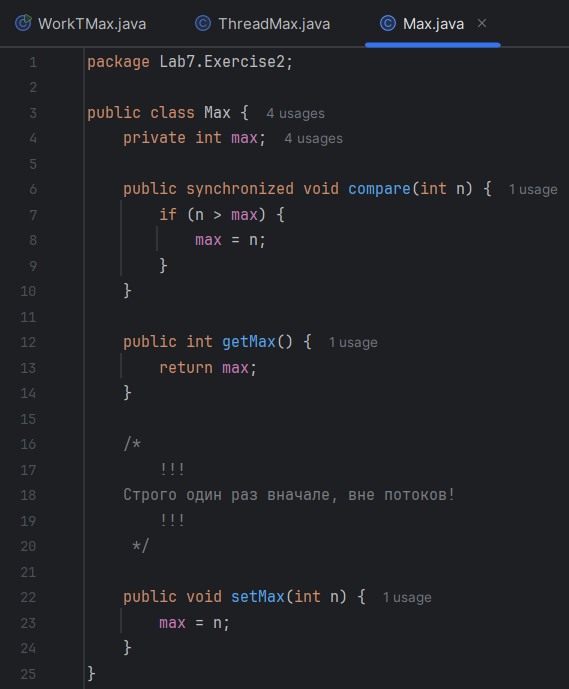 WorkTMax.java ThreadMax.java Max.java ×
1 package Lab7.Exercise2;
2
3 public class Max { 4 usages
4 private int max; 4 usages
5
6 public synchronized void compare(int n) { 1 usage
7 if (n > max) {
8 max = n;
9 }
10 }
11
12 public int getMax() { 1 usage
13 return max;
14 }
15
16 /*
17 !!!
18 Строго один раз вначале, вне потоков!
19 !!!
20 */
21
22 public void setMax(int n) { 1 usage
23 max = n;
24 }
25 }